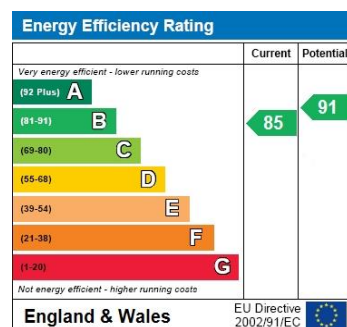 Energy Efficiency Rating
Current Potential
Very energy efficient - lower running costs
(92 Plus) A
(81-91) B
(69-80) C
(55-68) D
(39-54) E
(21-38) F
(1-20) G
85
91
Not energy efficient - higher running costs
England & Wales
EU Directive
2002/91/EC